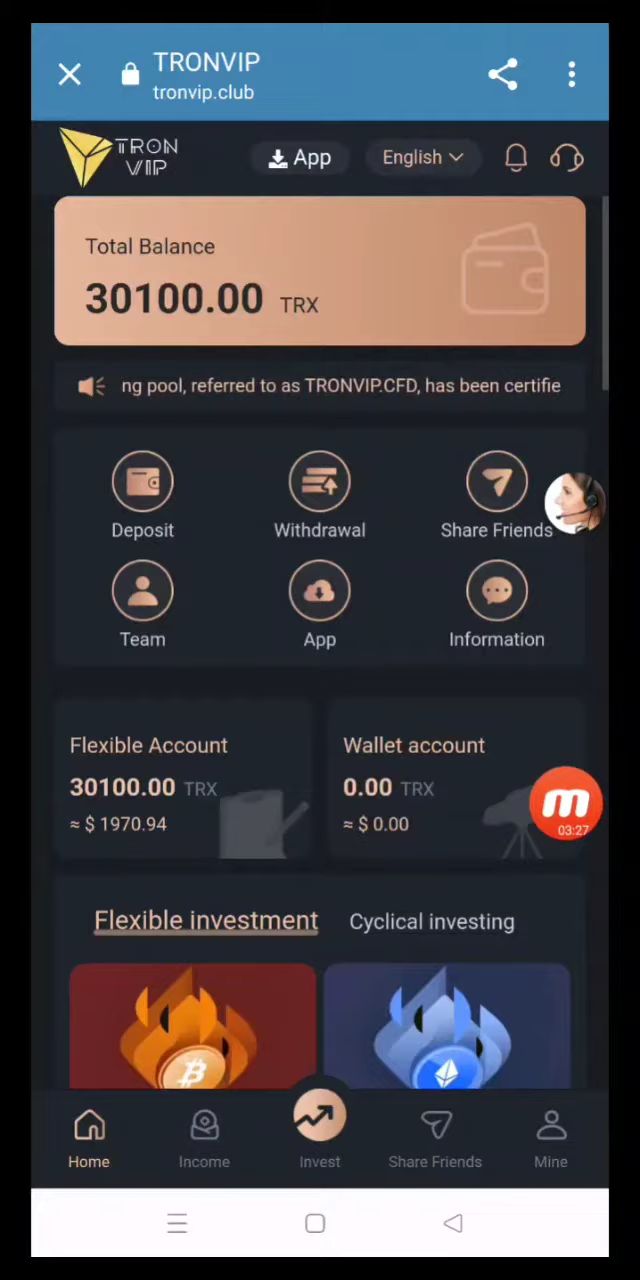 TRONVIP
tronvip.club
TRON
VIP
App
English
Total Balance
30100.00 TRX
ng pool, referred to as TRONVIP.CFD, has been certifie
Deposit
Withdrawal
Share Friends
Team
App
Information
Flexible Account
30100.00 TRX
≈ $ 1970.94
Wallet account
0.00 TRX
≈ $ 0.00
03:27
Flexible investment
Cyclical investing
Home
Income
Invest
Share Friends
Mine